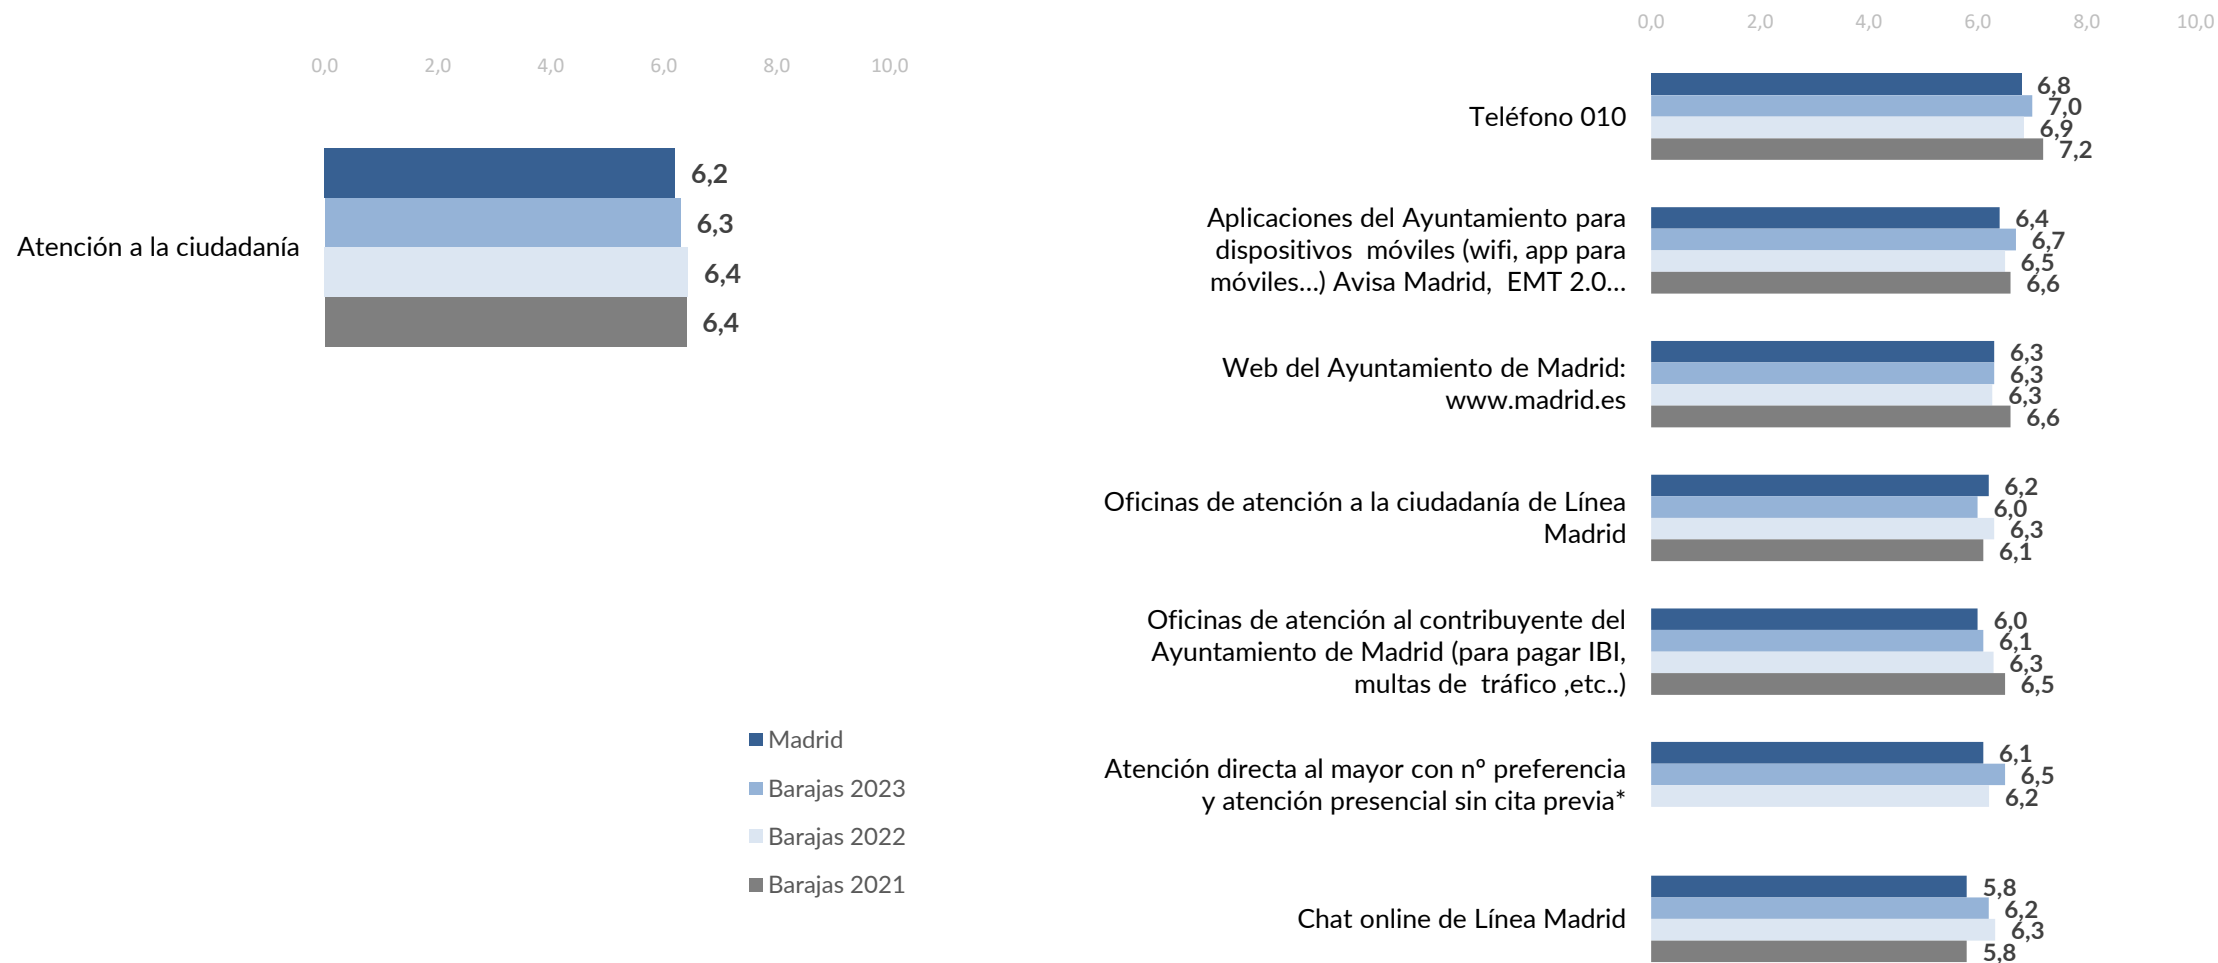 0,0 2,0 4,0 6,0 8,0 10,0
Atención a la ciudadanía
6,2
6,3
6,4
6,4
Madrid
Barajas 2023
Barajas 2022
Barajas 2021
0,0 2,0 4,0 6,0 8,0 10,0
Teléfono 010
6,8
7,0
6,9
7,2
Aplicaciones del Ayuntamiento para
dispositivos  móviles (wifi, app para
móviles...) Avisa Madrid,  EMT 2.0...
6,4
6,7
6,5
6,6
Web del Ayuntamiento de Madrid:
www.madrid.es
6,3
6,3
6,3
6,6
Oficinas de atención a la ciudadanía de Línea
Madrid
6,2
6,0
6,3
6,1
Oficinas de atención al contribuyente del
Ayuntamiento de Madrid (para pagar IBI,
multas de  tráfico ,etc..)
6,0
6,1
6,3
6,5
Atención directa al mayor con nº preferencia
y atención presencial sin cita previa*
6,1
6,5
6,2
Chat online de Línea Madrid
5,8
6,2
6,3
5,8